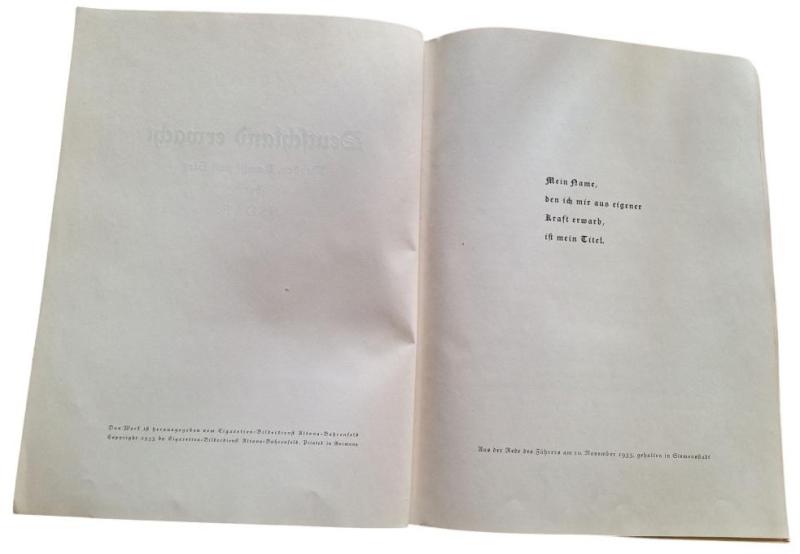 Das Werk ist herausgegeben vom Cigaretten-Bilderdienst Altona-Bahrenfeld
Copyright 1933 by Cigaretten-Bilderdienst Altona-Bahrenfeld. Printed in Germany
Mein Name,
den ich mir aus eigener
Kraft erwarb,
ist mein Titel.
Aus der Rede des Führers am 10. November 1933, gehalten in Siemensstadt